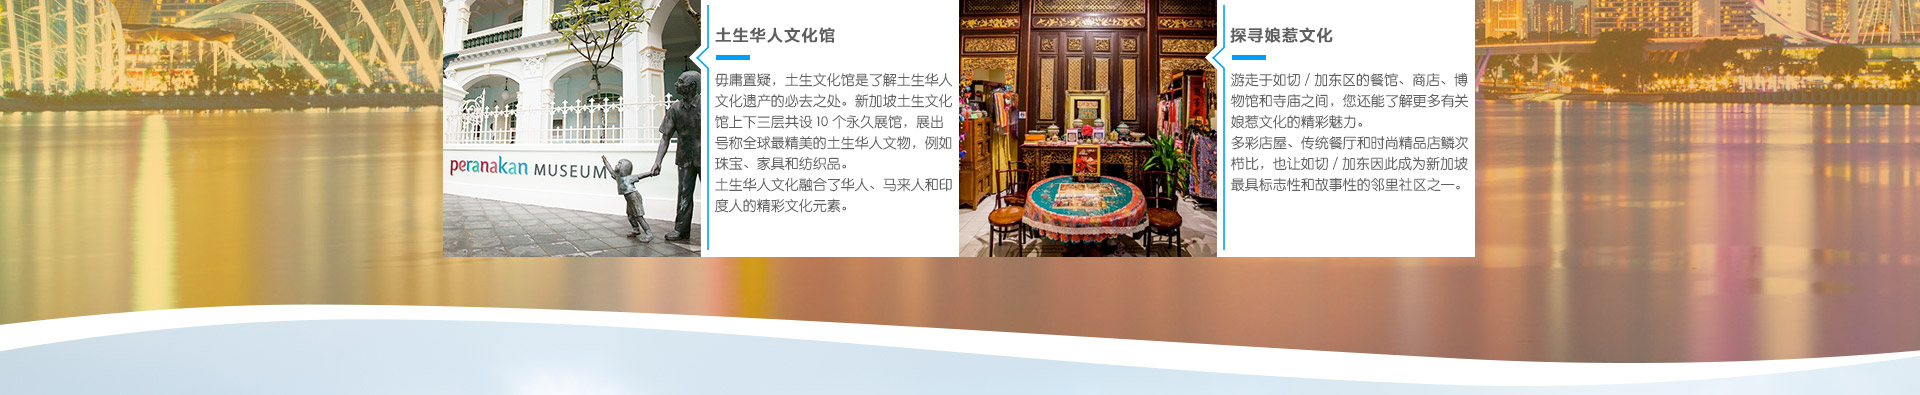 peranakan MUSEUM
土生华人文化馆
毋庸置疑，土生文化馆是了解土生华人
文化遗产的必去之处。新加坡土生文化
馆上下三层共设 10 个永久展馆，展出
号称全球最精美的土生华人文物，例如
珠宝、家具和纺织品。
土生华人文化融合了华人、马来人和印
度人的精彩文化元素。
探寻娘惹文化
游走于如切 / 加东区的餐馆、商店、博
物馆和寺庙之间，您还能了解更多有关
娘惹文化的精彩魅力。
多彩店屋、传统餐厅和时尚精品店鳞次
栉比，也让如切 / 加东因此成为新加坡
最具标志性和故事性的邻里社区之一。